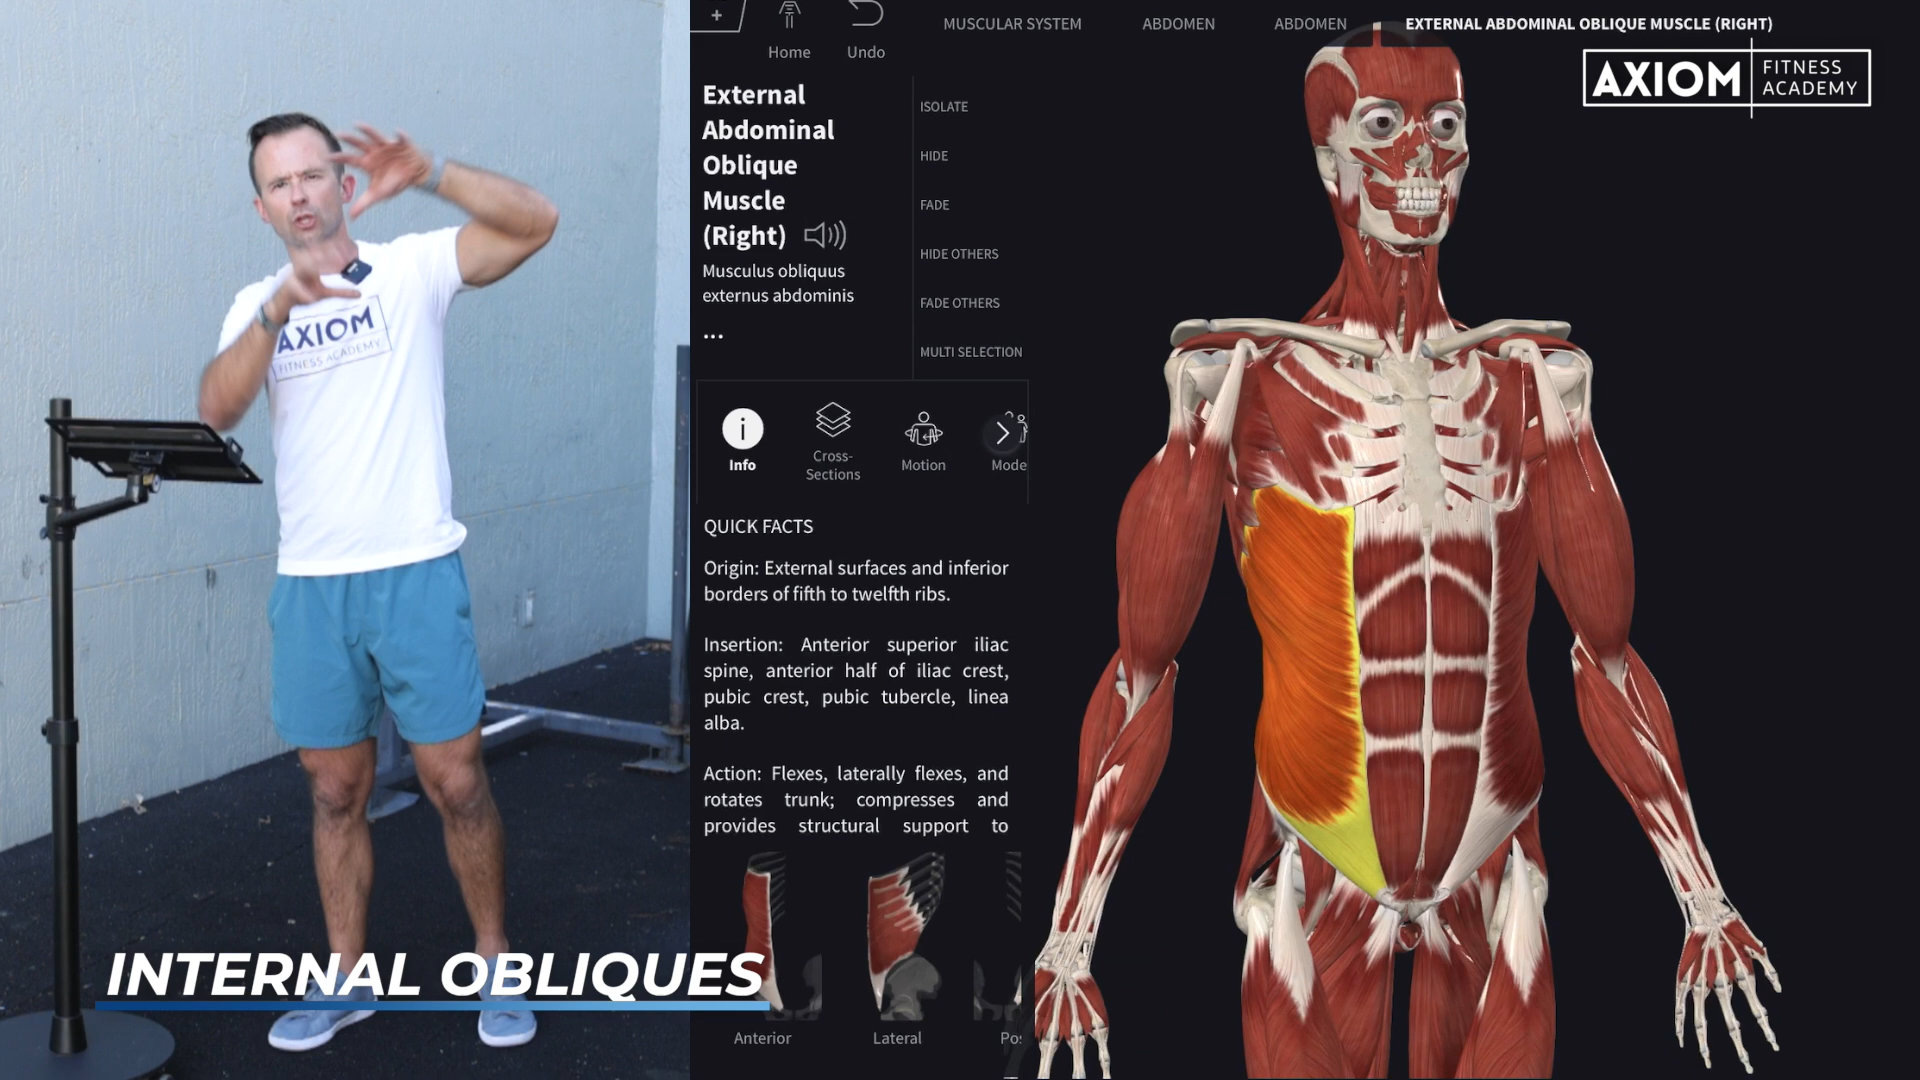 Home
Undo
MUSCULAR SYSTEM
ABDOMEN
ABDOMEN
EXTERNAL ABDOMINAL OBLIQUE MUSCLE (RIGHT)
AXIOM
FITNESS
ACADEMY
External
Abdominal
Oblique
Muscle
(Right)
Musculus obliquus
externus abdominis
...
ISOLATE
HIDE
FADE
HIDE OTHERS
FADE OTHERS
MULTI SELECTION
AXIOM
FITNESS ACADEMY
Info
Cross-
Sections
Motion
Mode
QUICK FACTS
Origin: External surfaces and inferior
borders of fifth to twelfth ribs.
Insertion: Anterior superior iliac
spine, anterior half of iliac crest,
pubic crest, pubic tubercle, linea
alba.
Action: Flexes, laterally flexes, and
rotates trunk; compresses and
provides structural support to
INTERNAL OBLIQUES
Anterior
Lateral
Pos